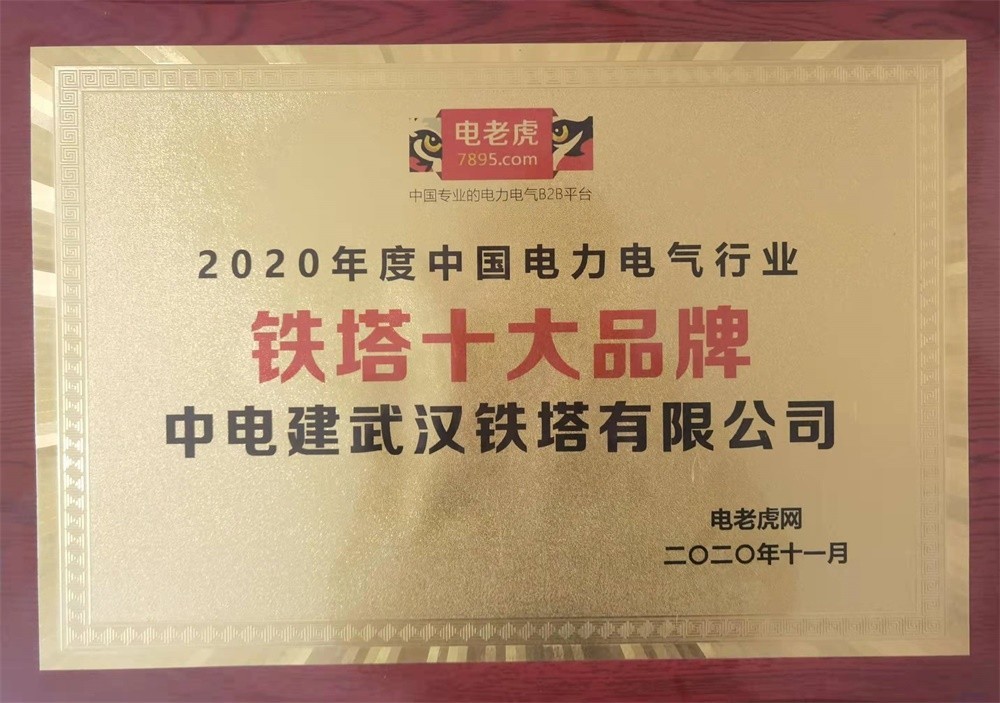 电老虎
7895.com
中国专业的电力电气B2B平台
2020年度中国电力电气行业
铁塔十大品牌
中电建武汉铁塔有限公司
电老虎网
二〇二〇年十一月